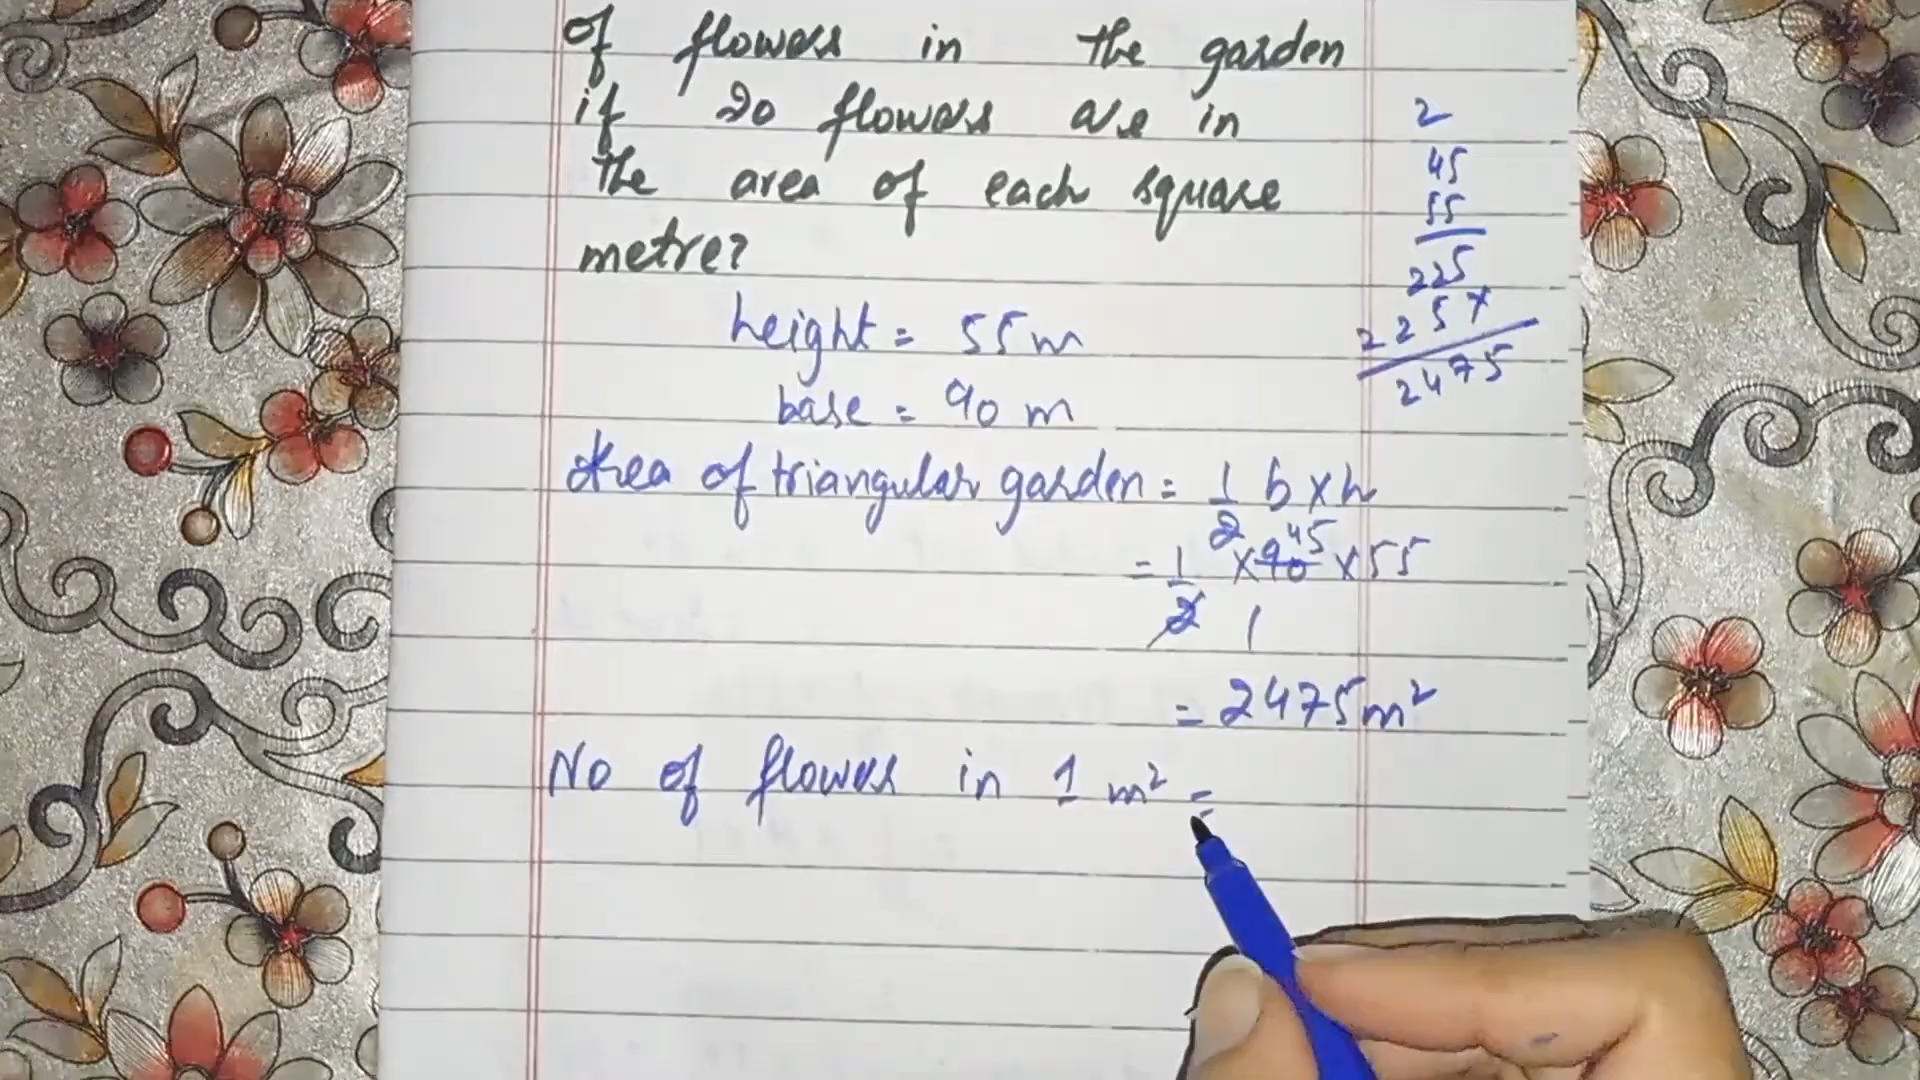 of flowers in the garden
if 20 flowers are in
the area of each square
metre?
height = 55m
base = 90 m
Area of triangular garden = 1/2 b x h
= 1/2 x 90 45 x 55
1
= 2475m²
No of flowers in 1 m² =
2
45
55
225
225x
2475